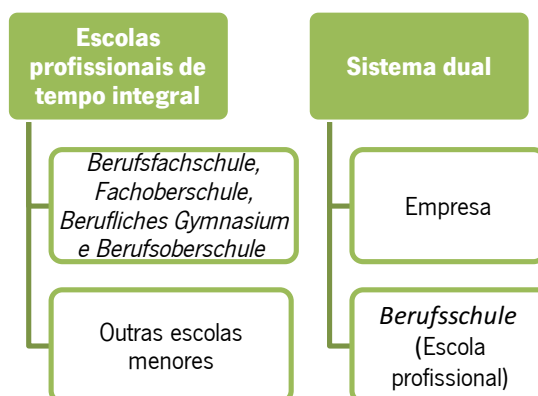 Escolas
profissionais de
tempo integral
Berufsfachschule,
Fachoberschule,
Berufliches Gymnasium
e Berufsoberschule
Outras escolas
menores
Sistema dual
Empresa
Berufsschule
(Escola
profissional)